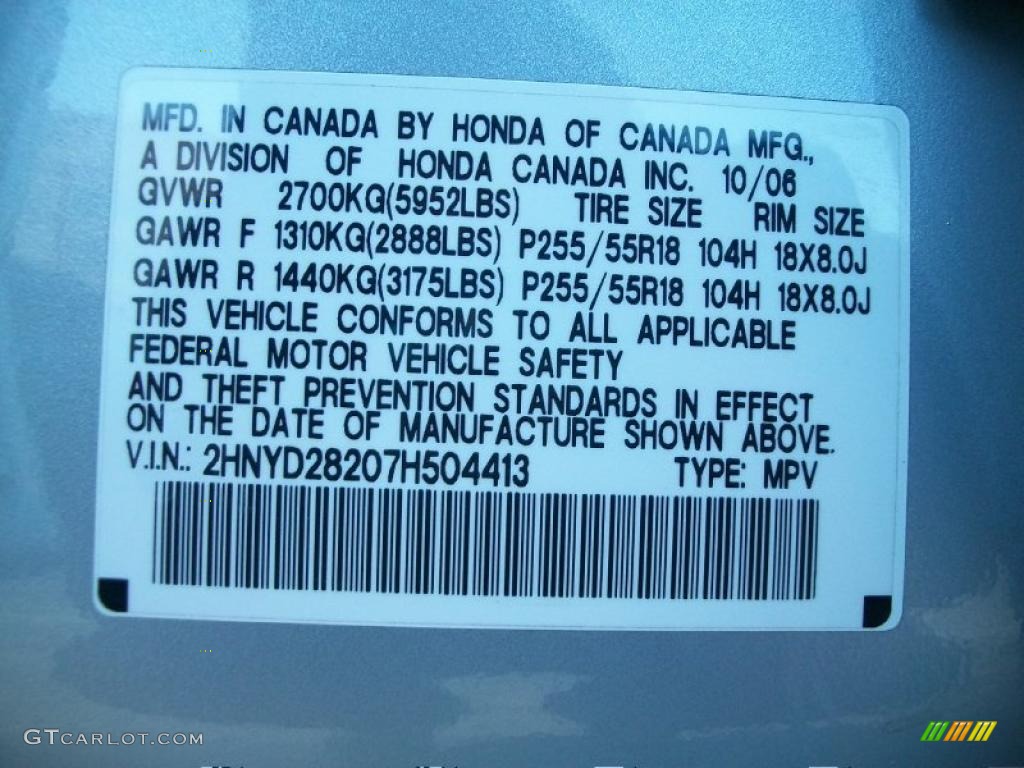 MFD. IN CANADA BY HONDA OF CANADA MFG.,
A DIVISION OF HONDA CANADA INC. 10/06
GVWR 2700KG(5952LBS) TIRE SIZE RIM SIZE
GAWR F 1310KG(2888LBS) P255/55R18 104H 18X8.0J
GAWR R 1440KG(3175LBS) P255/55R18 104H 18X8.0J
THIS VEHICLE CONFORMS TO ALL APPLICABLE
FEDERAL MOTOR VEHICLE SAFETY
AND THEFT PREVENTION STANDARDS IN EFFECT
ON THE DATE OF MANUFACTURE SHOWN ABOVE.
V.I.N.: 2HNYD28207H504413 TYPE: MPV
GTCARLOT.COM